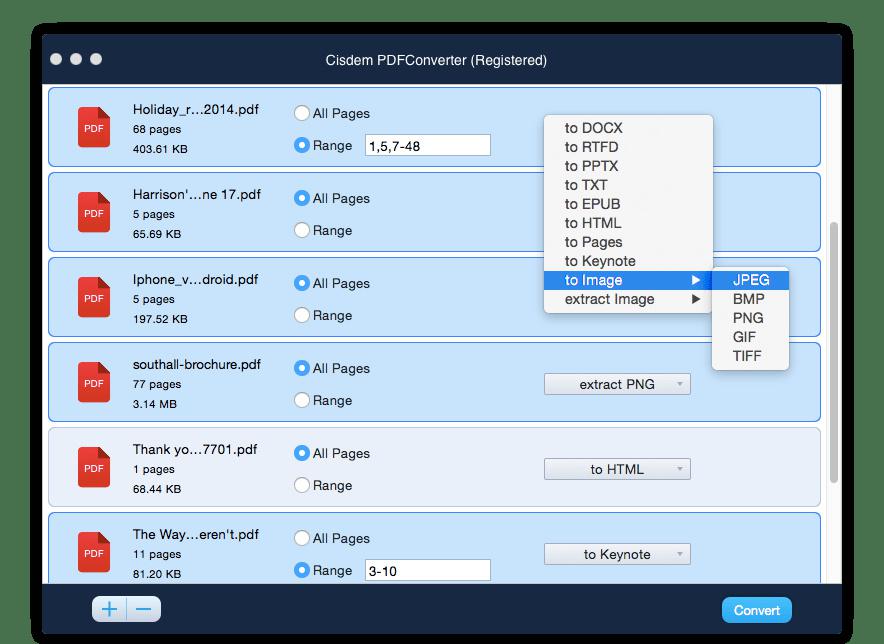 Cisdem PDFConverter (Registered)
PDF
Holiday_r...2014.pdf
68 pages
403.61 KB
All Pages
Range
1,5,7-48
PDF
Harrison'...ne 17.pdf
5 pages
65.69 KB
All Pages
Range
PDF
Iphone_v...droid.pdf
5 pages
197.52 KB
All Pages
Range
to DOCX
to RTFD
to PPTX
to TXT
to EPUB
to HTML
to Pages
to Keynote
to Image
extract Image
JPEG
BMP
PNG
GIF
TIFF
PDF
southall-brochure.pdf
77 pages
3.14 MB
All Pages
Range
extract PNG
PDF
Thank yo...7701.pdf
1 pages
68.44 KB
All Pages
Range
to HTML
PDF
The Way...eren't.pdf
11 pages
81.20 KB
All Pages
Range
3-10
to Keynote
Convert